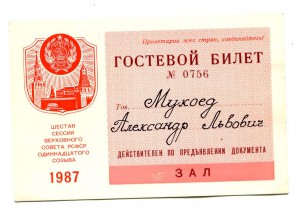 Пролетарии всех стран, соединяйтесь!
ГОСТЕВОЙ БИЛЕТ
№ 0756
Тов. Мухоед
Александр Львович
ДЕЙСТВИТЕЛЕН ПО ПРЕДЪЯВЛЕНИИ ДОКУМЕНТА
ЗАЛ
ШЕСТАЯ
СЕССИЯ
ВЕРХОВНОГО
СОВЕТА РСФСР
ОДИННАДЦАТОГО
СОЗЫВА
1987